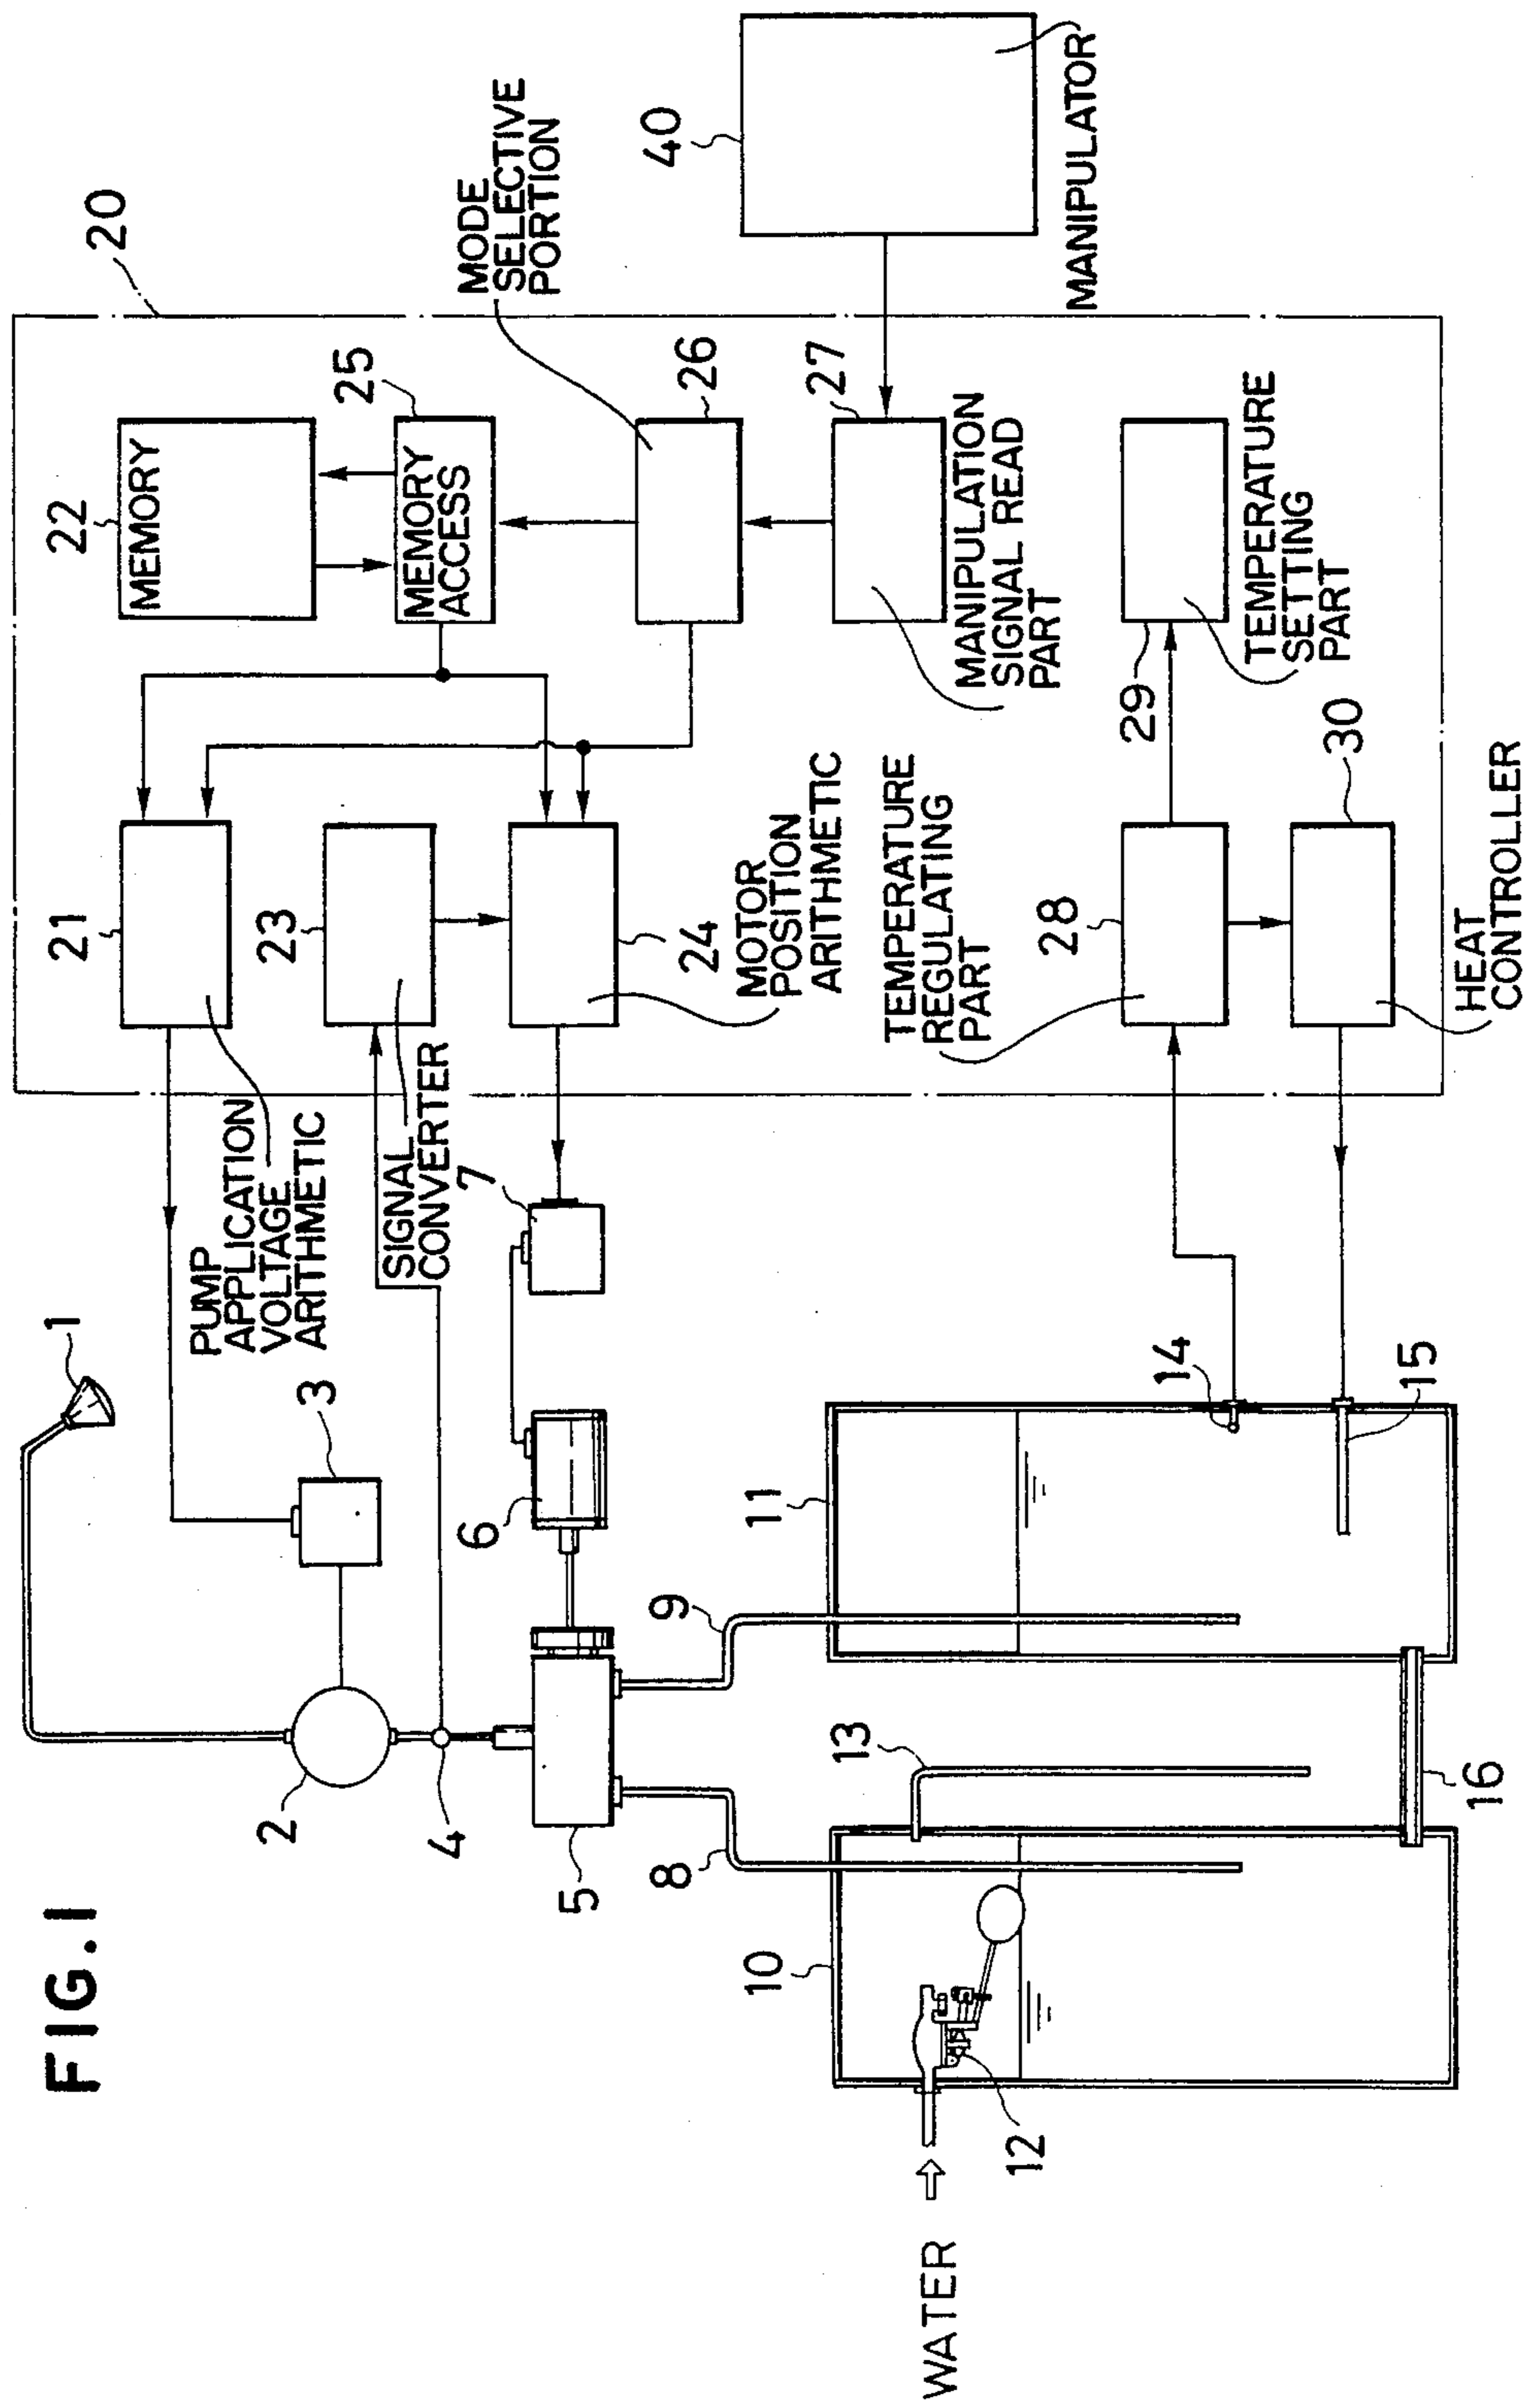 FIG.1
1
2
3
4
5
6
7
8
9
10
11
12
13
14
15
16
WATER
20
21
PUMP
APPLICATION
VOLTAGE
ARITHMETIC
22
MEMORY
23
SIGNAL
CONVERTER
24
MOTOR
POSITION
ARITHMETIC
25
MEMORY
ACCESS
26
MODE
SELECTIVE
PORTION
27
MANIPULATION
SIGNAL READ
PART
28
TEMPERATURE
REGULATING
PART
29
TEMPERATURE
SETTING
PART
30
HEAT
CONTROLLER
40
MANIPULATOR